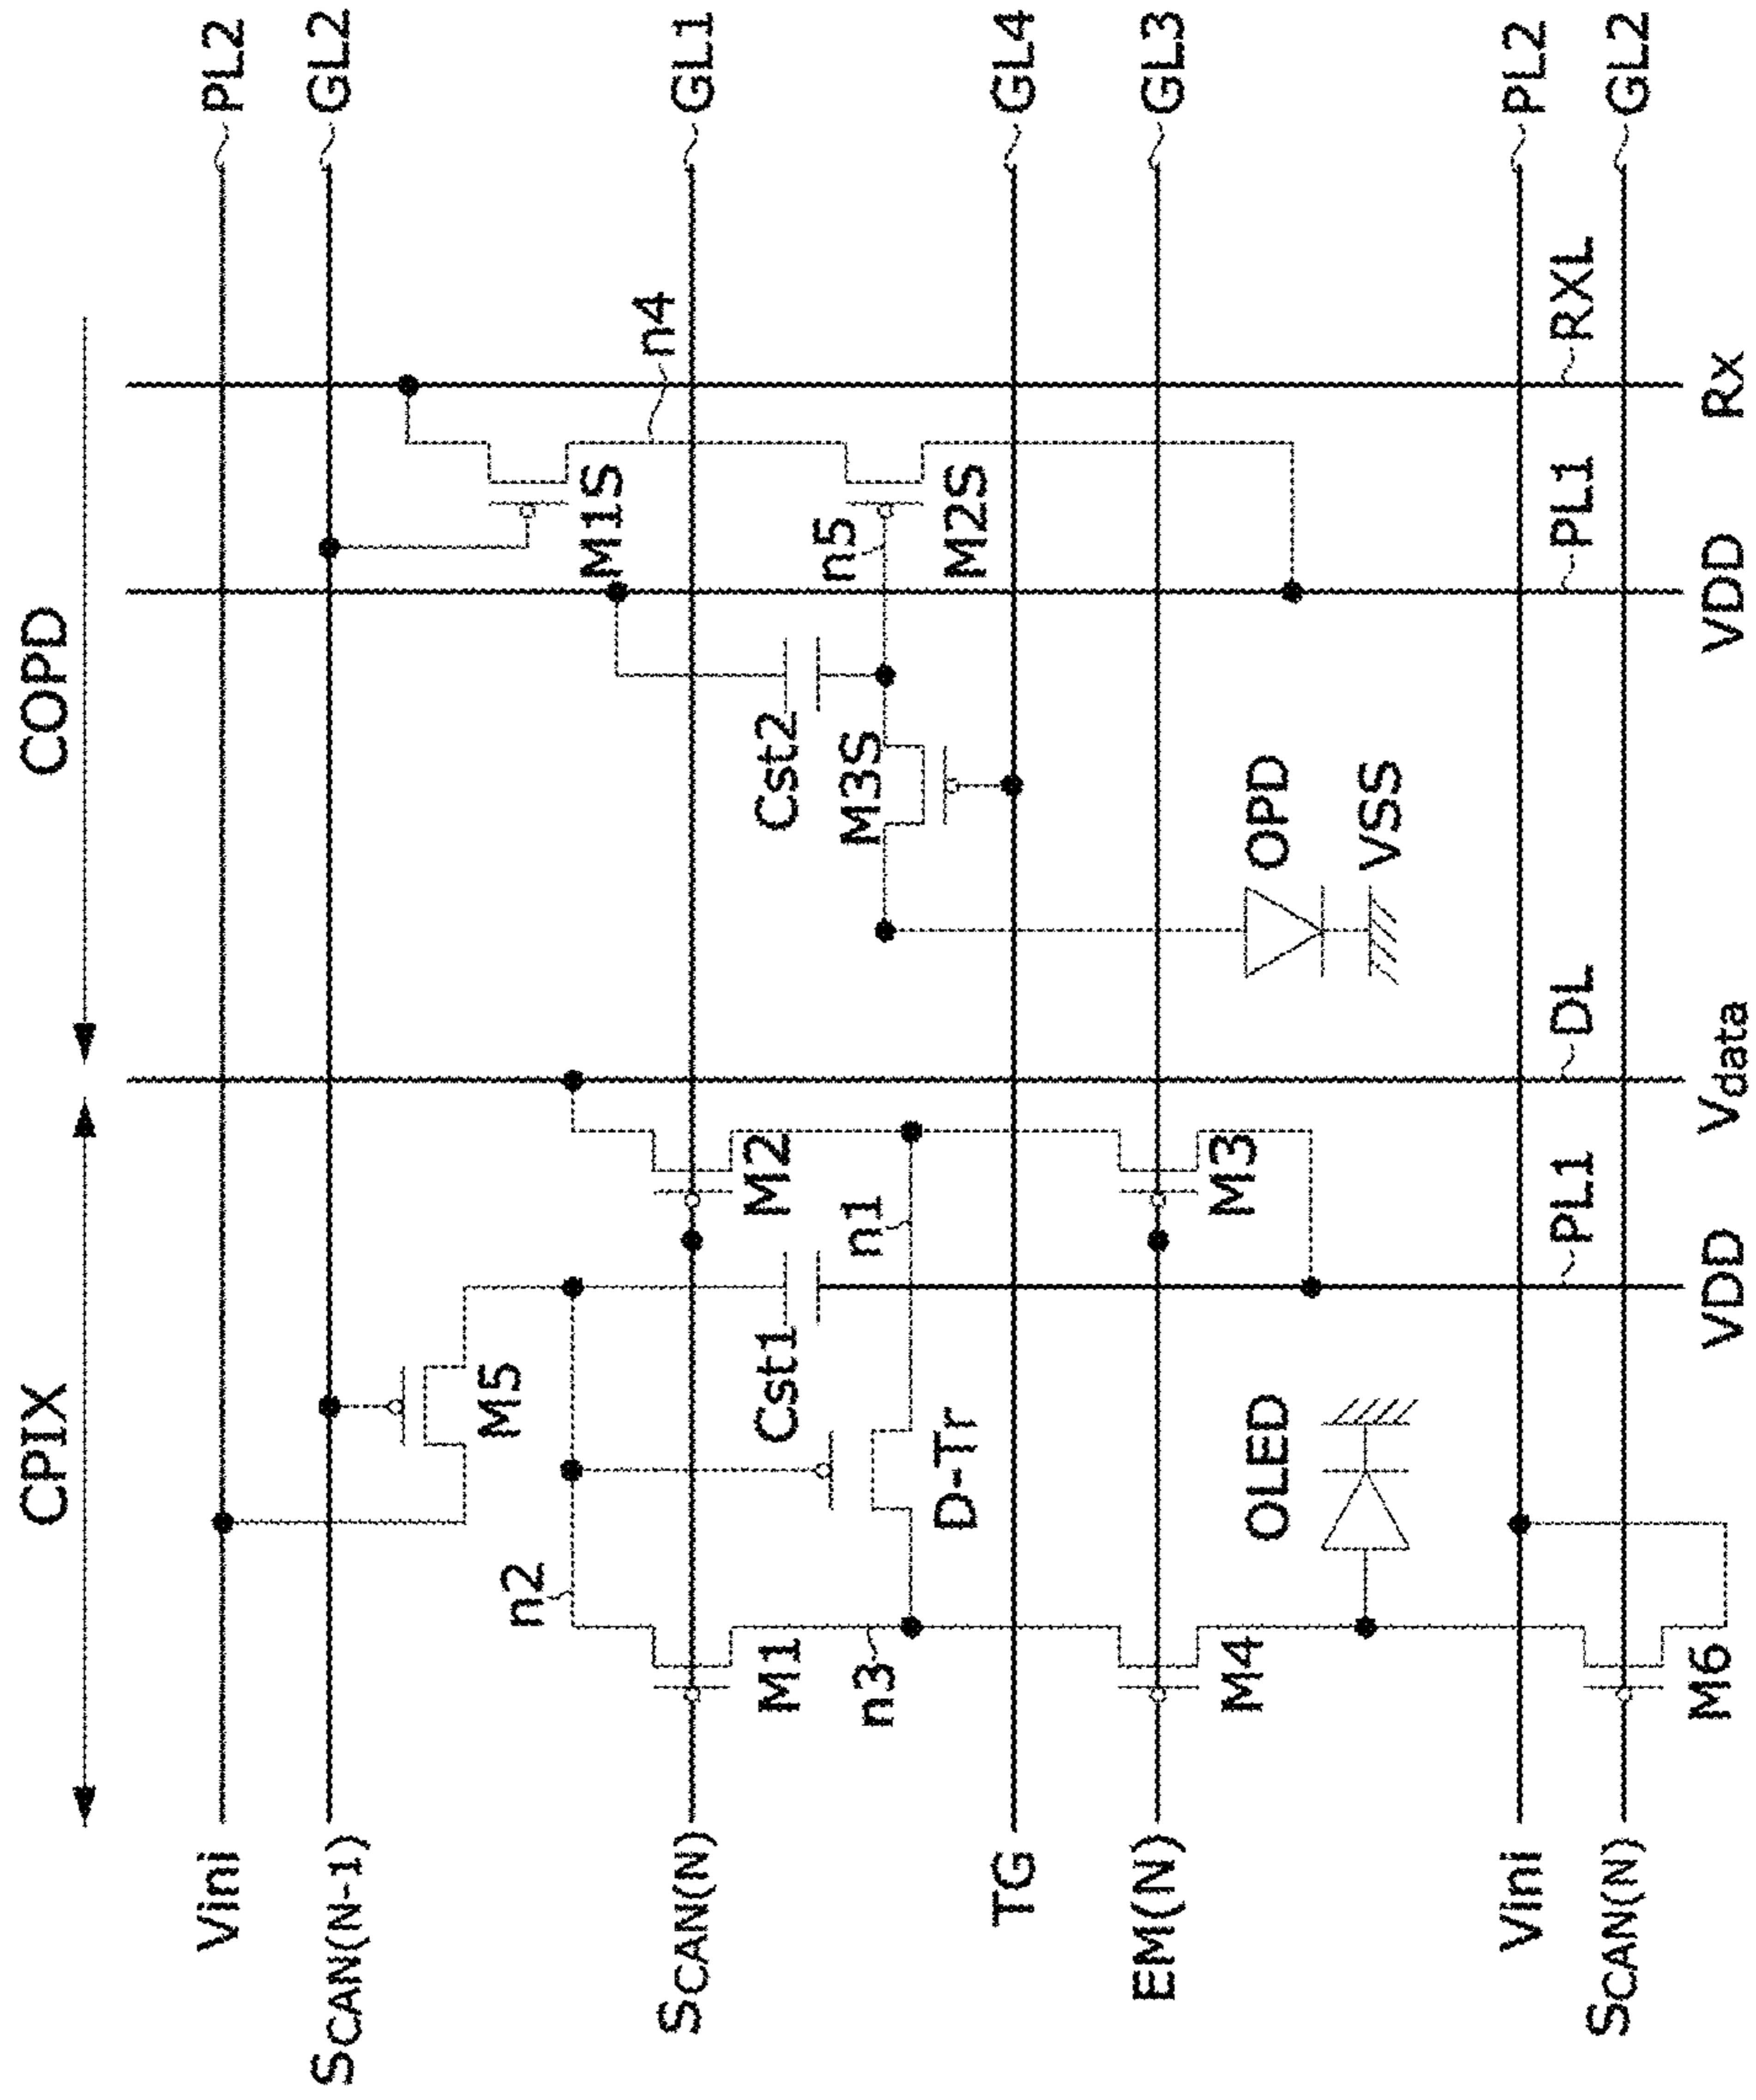 CPIX
COPD
Vini
PL2
SCAN(N-1)
GL2
M5
n2
M1S
n4
SCAN(N)
GL1
M1
Cst1
M2
Cst2
n3
n1
M3S
n5
D-Tr
M2S
TG
GL4
EM(N)
GL3
M4
M3
OLED
OPD
VSS
Vini
PL2
PL1
DL
PL1
RXL
SCAN(N)
GL2
M6
VDD
Vdata
VDD
Rx